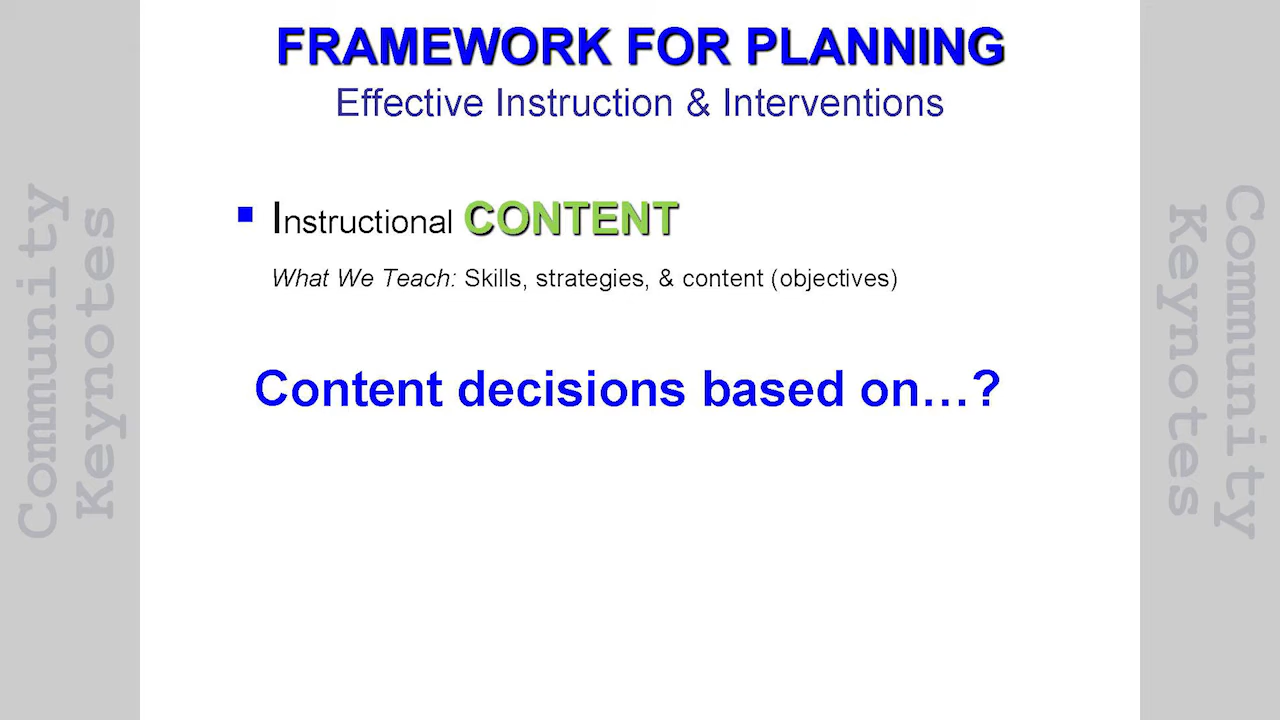 FRAMEWORK FOR PLANNING
Effective Instruction & Interventions
▪ Instructional CONTENT
What We Teach: Skills, strategies, & content (objectives)
Content decisions based on…?
Community
Keynotes
Community
Keynotes